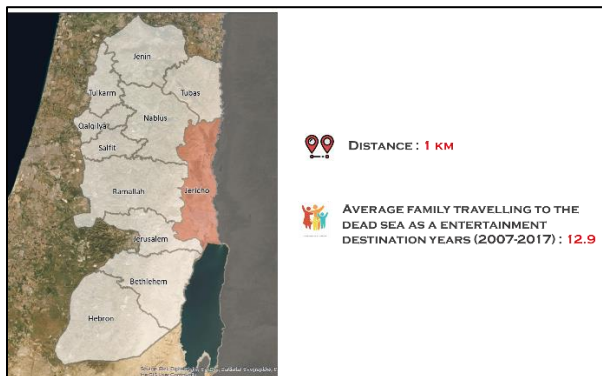 Jenin
Tulkarm
Tubas
Nablus
Qalqiliya
Salfit
Ramallah
Jericho
Jerusalem
Bethlehem
Hebron
DISTANCE : 1 KM
AVERAGE FAMILY TRAVELLING TO THE
DEAD SEA AS A ENTERTAINMENT
DESTINATION YEARS (2007-2017) : 12.9